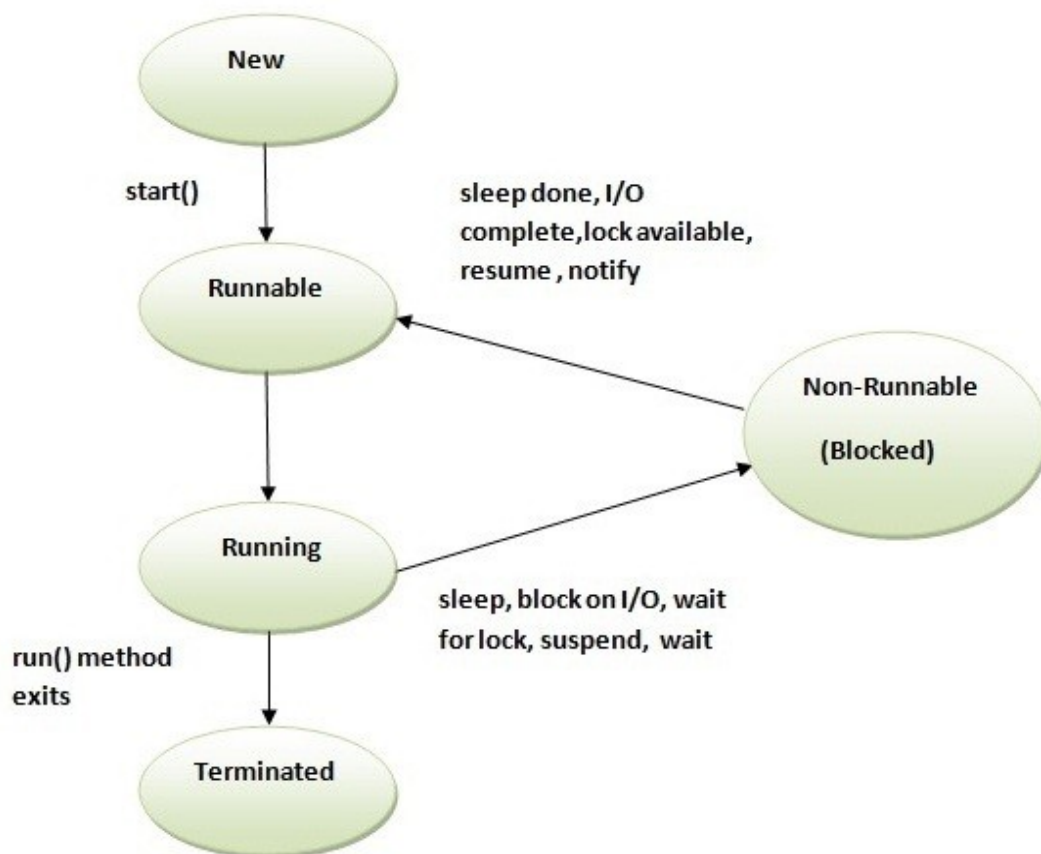 New
start()
sleep done, I/O
complete,lock available,
resume , notify
Runnable
Non-Runnable
(Blocked)
Running
sleep, block on I/O, wait
for lock, suspend, wait
run() method
exits
Terminated